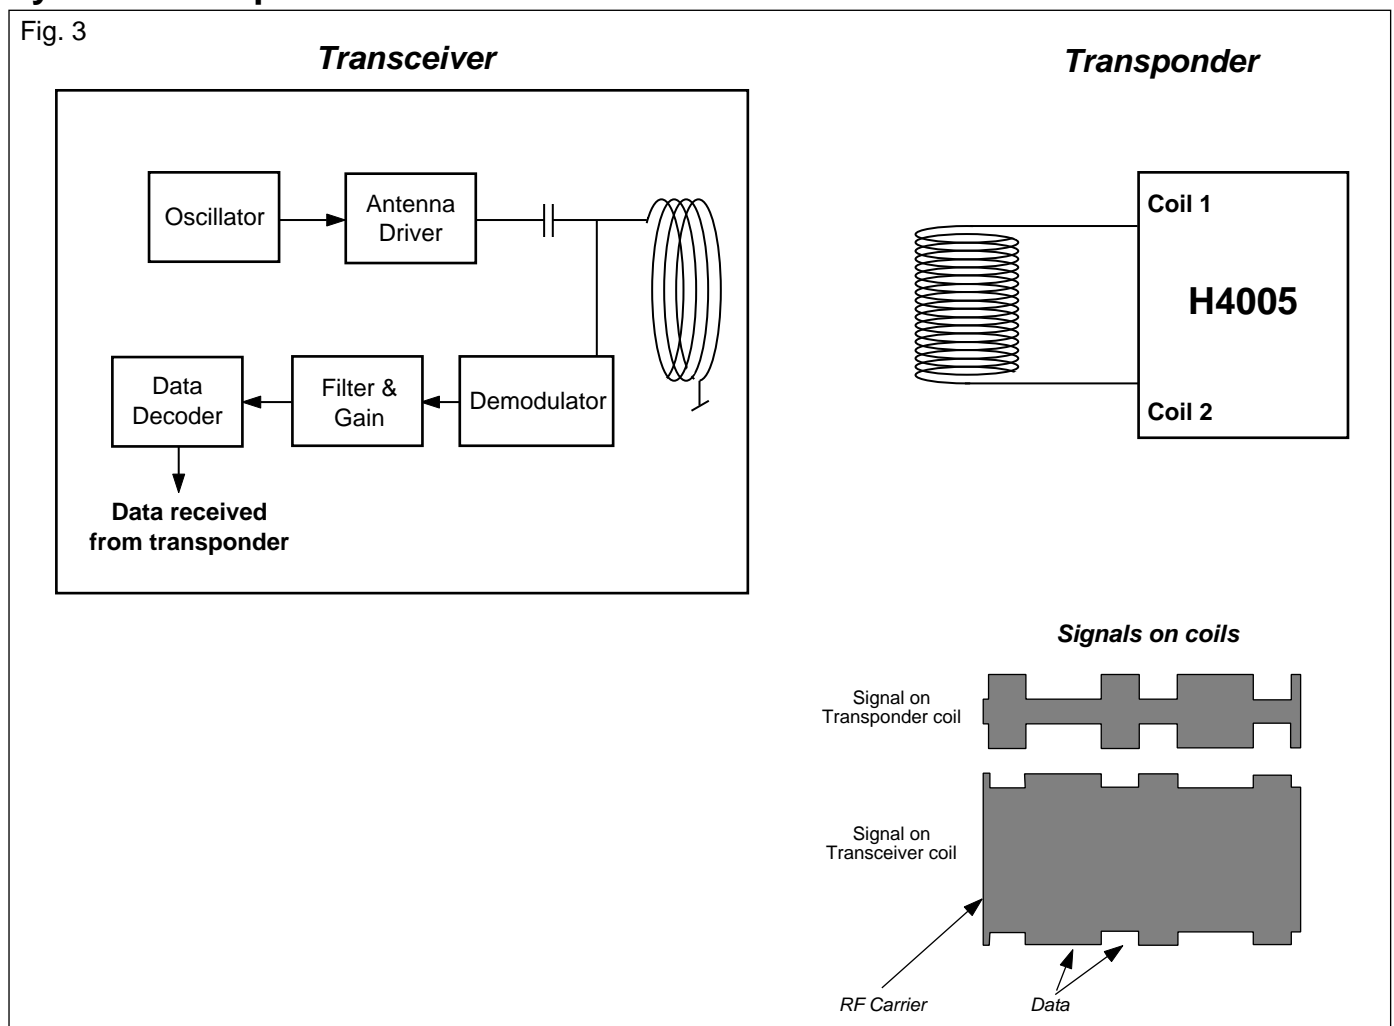 Fig. 3
Transceiver
Transponder
Oscillator
Antenna
Driver
Coil 1
H4005
Coil 2
Data
Decoder
Filter &
Gain
Demodulator
Data received
from transponder
Signals on coils
Signal on
Transponder coil
Signal on
Transceiver coil
RF Carrier
Data